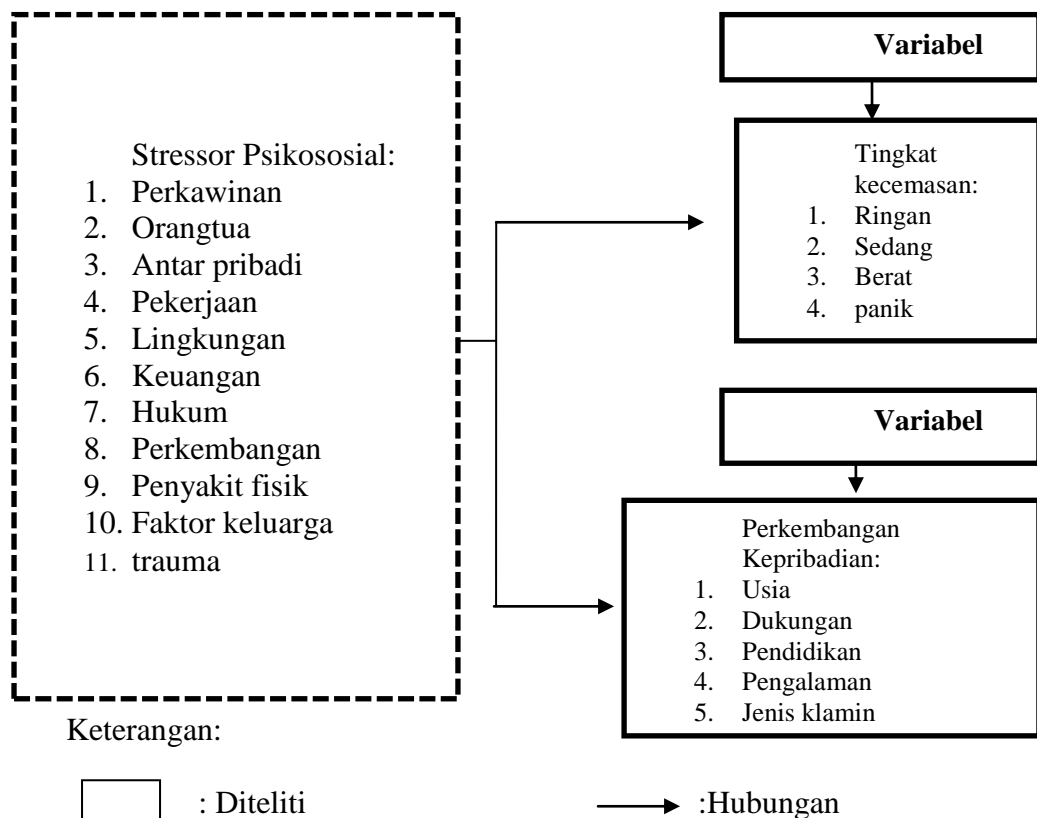 Stressor Psikososial:
1. Perkawinan
2. Orangtua
3. Antar pribadi
4. Pekerjaan
5. Lingkungan
6. Keuangan
7. Hukum
8. Perkembangan
9. Penyakit fisik
10. Faktor keluarga
11. trauma
Variabel
Tingkat
kecemasan:
1. Ringan
2. Sedang
3. Berat
4. panik
Variabel
Perkembangan
Kepribadian:
1. Usia
2. Dukungan
3. Pendidikan
4. Pengalaman
5. Jenis klamin
Keterangan:
: Diteliti
:Hubungan